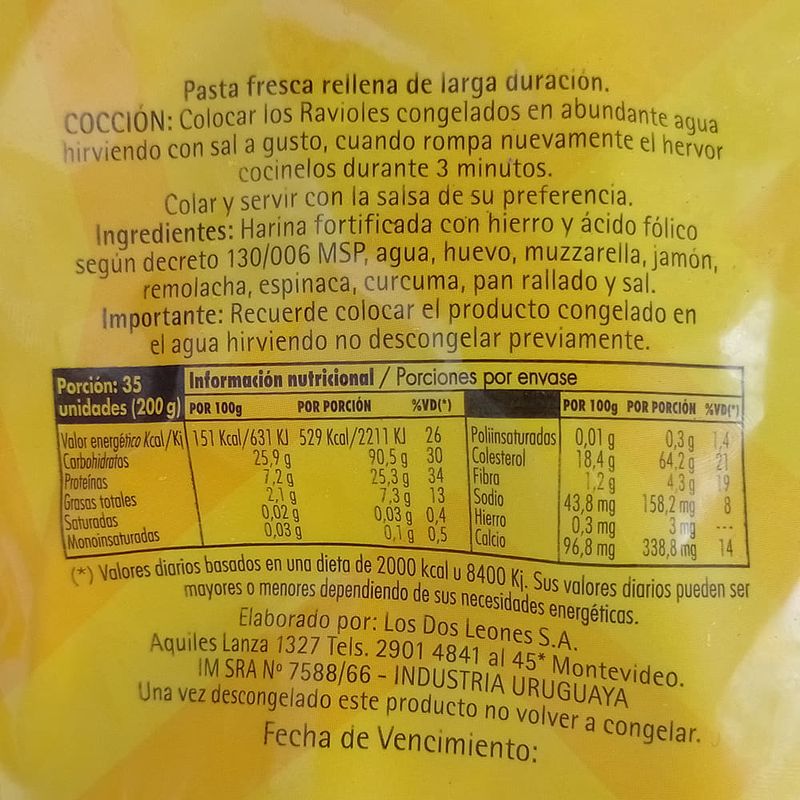 Pasta fresca rellena de larga duración.
COCCIÓN: Colocar los Ravioles congelados en abundante agua
hirviendo con sal a gusto, cuando rompa nuevamente el hervor
cocinelos durante 3 minutos.
Colar y servir con la salsa de su preferencia.
Ingredientes: Harina fortificada con hierro y ácido fólico
según decreto 130/006 MSP, agua, huevo, muzzarella, jamón,
remolacha, espinaca, curcuma, pan rallado y sal.
Importante: Recuerde colocar el producto congelado en
el agua hirviendo no descongelar previamente.
Porción: 35 unidades (200 g)
Información nutricional / Porciones por envase
POR 100g POR PORCIÓN %VD(*) POR 100g POR PORCIÓN %VD(*)
Valor energético Kcal/Kj 151 Kcal/631 KJ 529 Kcal/2211 KJ 26 Poliinsaturadas 0,01 g 0,3 g 1,4
Carbohidratos 25,9 g 90,5 g 30 Colesterol 18,4 g 64,2 g 21
Proteínas 7,2 g 25,3 g 34 Fibra 1,2 g 4,3 g 19
Grasas totales 2,1 g 7,3 g 13 Sodio 43,8 mg 158,2 mg 8
Saturadas 0,02 g 0,03 g 0,4 Hierro 0,3 mg 3 mg ---
Monoinsaturadas 0,03 g 0,1 g 0,5 Calcio 96,8 mg 338,8 mg 14
(*) Valores diarios basados en una dieta de 2000 kcal u 8400 Kj. Sus valores diarios pueden ser
mayores o menores dependiendo de sus necesidades energéticas.
Elaborado por: Los Dos Leones S.A.
Aquiles Lanza 1327 Tels. 2901 4841 al 45* Montevideo.
IM SRA Nº 7588/66 - INDUSTRIA URUGUAYA
Una vez descongelado este producto no volver a congelar.
Fecha de Vencimiento: